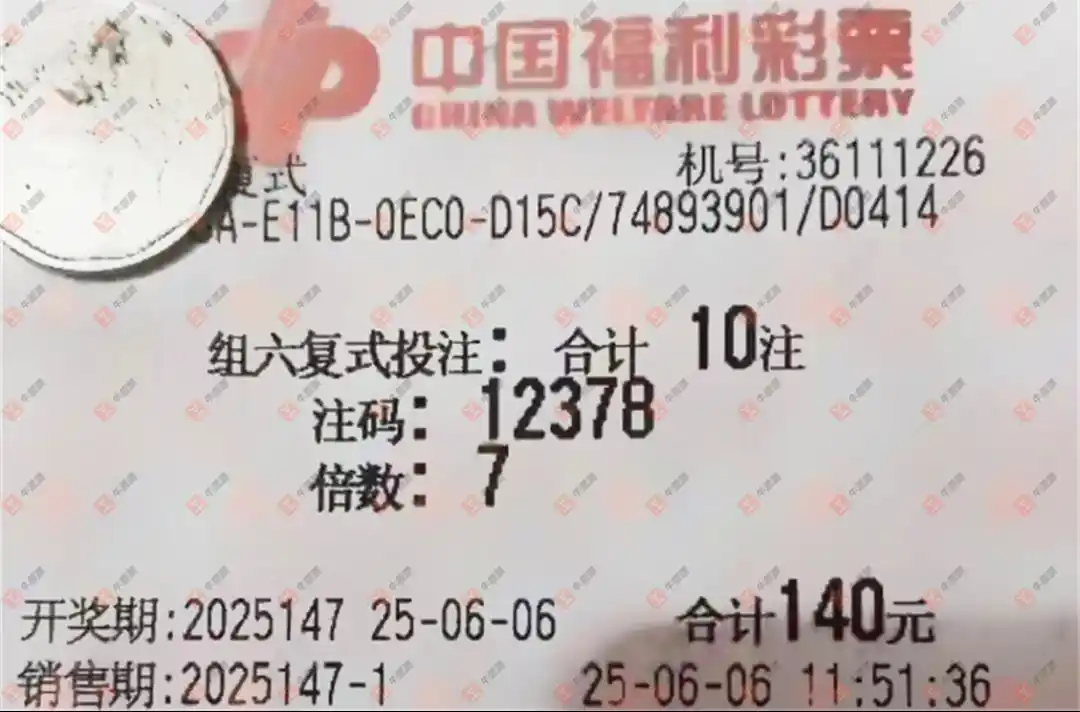 中国福利彩票
CHINA WELFARE LOTTERY
复式 机号:36111226
A-E11B-0EC0-D15C/74893901/D0414
组六复式投注: 合计 10注
注码: 12378
倍数: 7
开奖期:2025147 25-06-06 合计140元
销售期:2025147-1 25-06-06 11:51:36